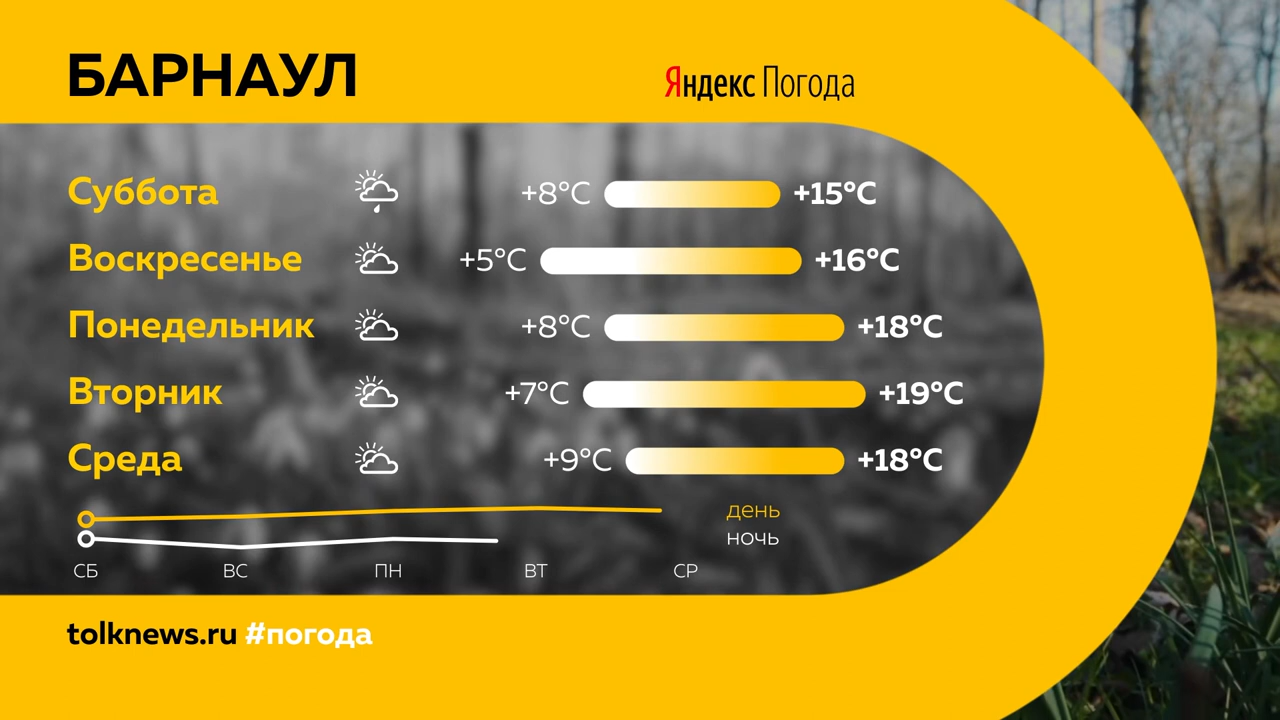 БАРНАУЛ
Яндекс Погода
Суббота +8°C +15°C
Воскресенье +5°C +16°C
Понедельник +8°C +18°C
Вторник +7°C +19°C
Среда +9°C +18°C
день
ночь
СБ ВС ПН ВТ СР
tolknews.ru #погода